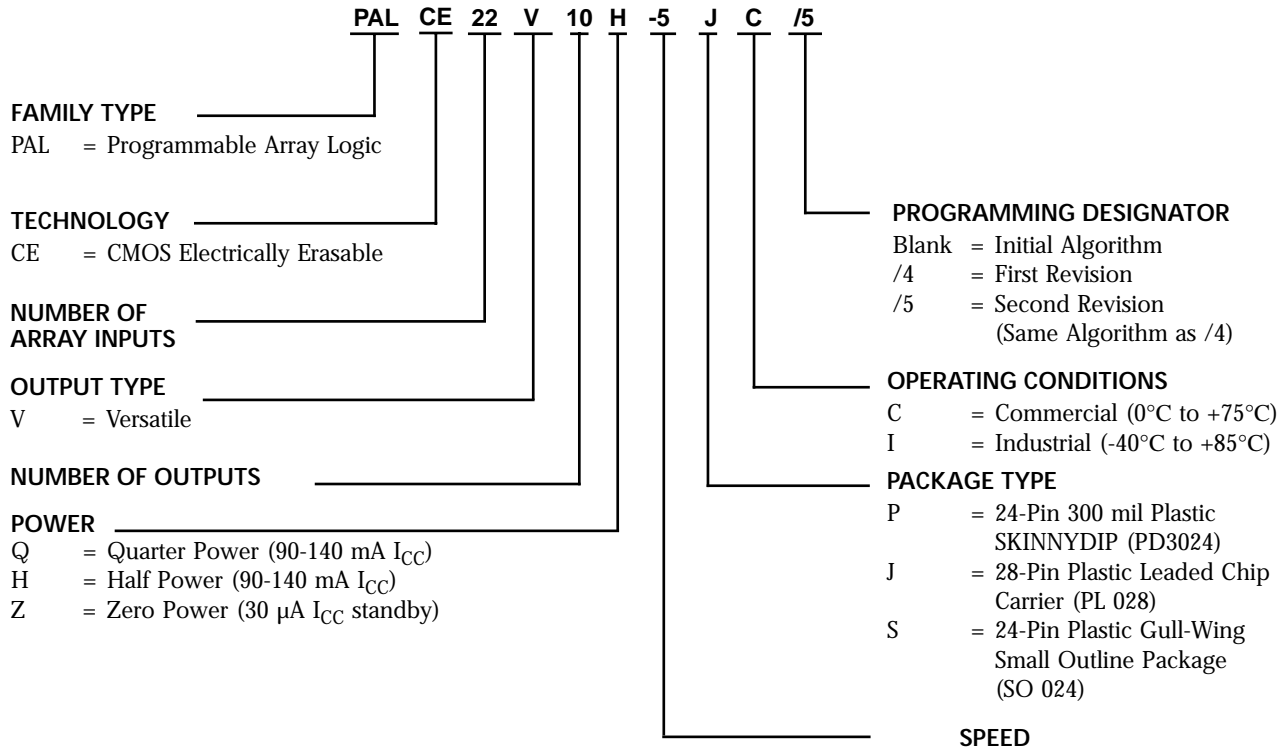 PAL CE 22 V 10 H -5 J C /5
FAMILY TYPE
PAL = Programmable Array Logic
TECHNOLOGY
CE = CMOS Electrically Erasable
NUMBER OF
ARRAY INPUTS
OUTPUT TYPE
V = Versatile
NUMBER OF OUTPUTS
POWER
Q = Quarter Power (90-140 mA ICC)
H = Half Power (90-140 mA ICC)
Z = Zero Power (30 µA ICC standby)
PROGRAMMING DESIGNATOR
Blank = Initial Algorithm
/4 = First Revision
/5 = Second Revision
(Same Algorithm as /4)
OPERATING CONDITIONS
C = Commercial (0°C to +75°C)
I = Industrial (-40°C to +85°C)
PACKAGE TYPE
P = 24-Pin 300 mil Plastic
SKINNYDIP (PD3024)
J = 28-Pin Plastic Leaded Chip
Carrier (PL 028)
S = 24-Pin Plastic Gull-Wing
Small Outline Package
(SO 024)
SPEED